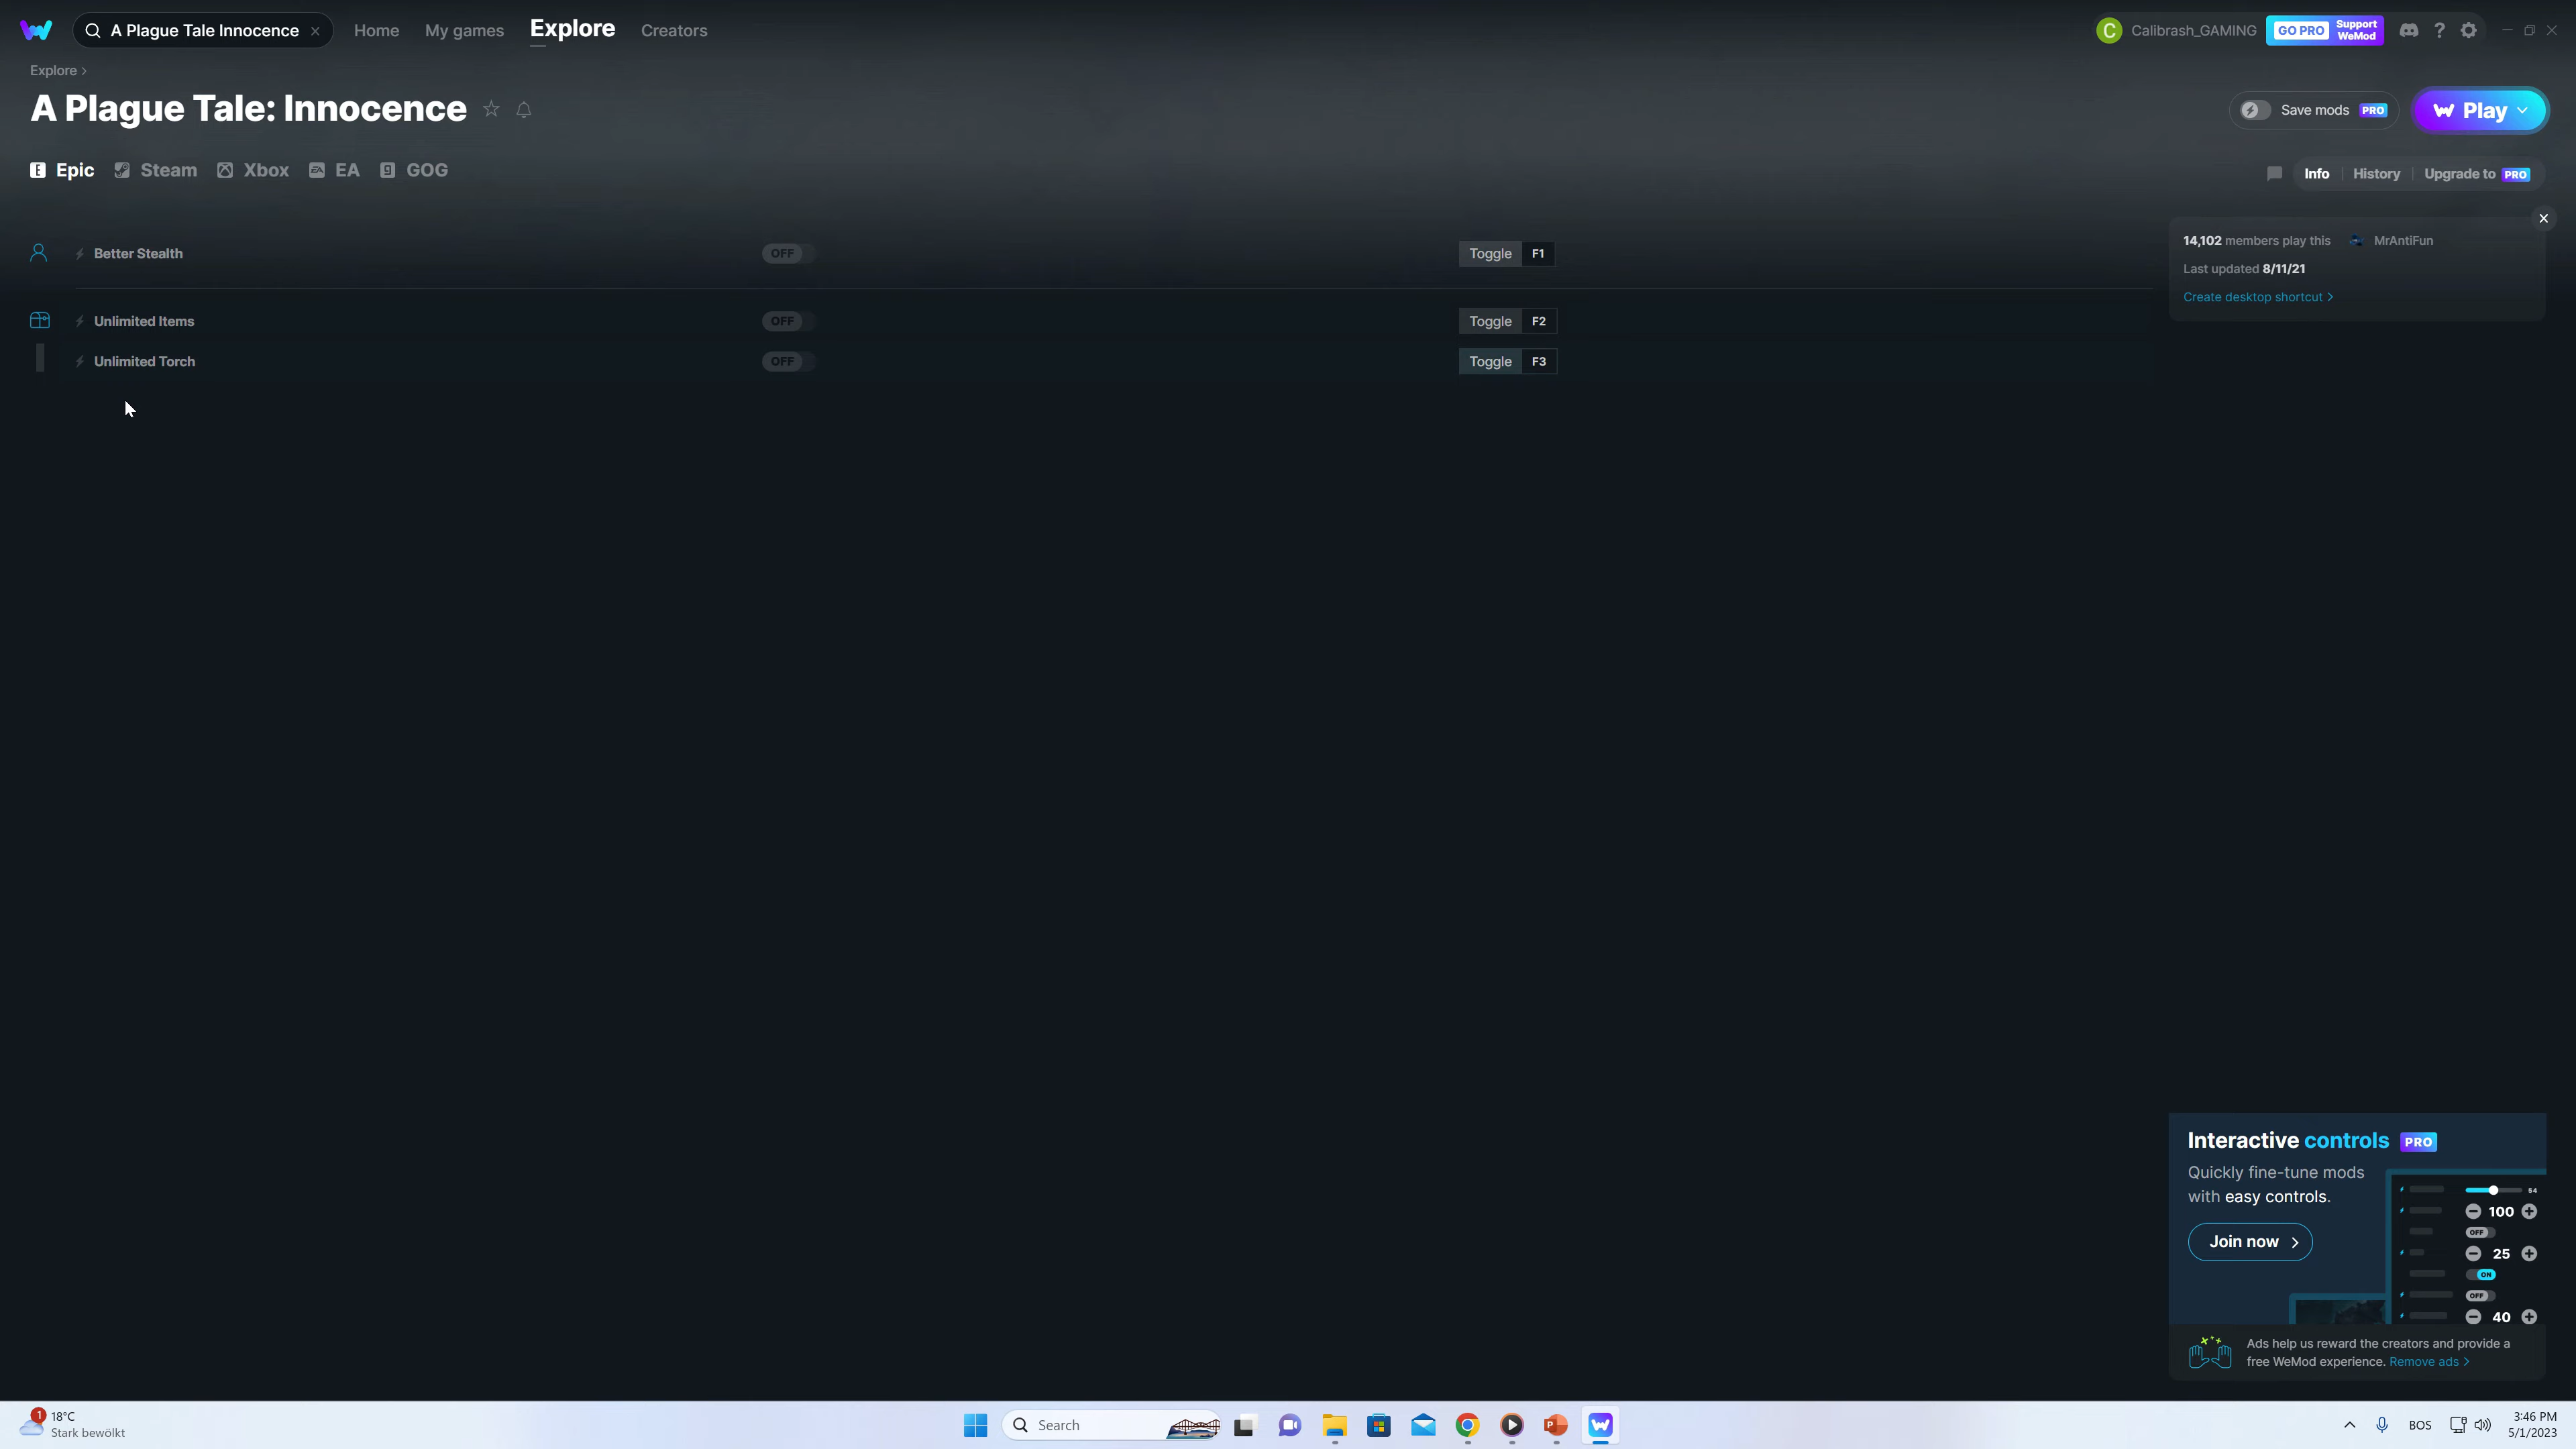 A Plague Tale Innocence
Home My games Explore Creators
C Calibrash_GAMING GO PRO Support WeMod
Explore
A Plague Tale: Innocence
Save mods PRO Play
Epic Steam Xbox EA GOG
Info History Upgrade to PRO
Better Stealth OFF Toggle F1
14,102 members play this MrAntiFun
Last updated 8/11/21
Create desktop shortcut
Unlimited Items OFF Toggle F2
Unlimited Torch OFF Toggle F3
Interactive controls PRO
Quickly fine-tune mods
with easy controls.
Join now
54
100
OFF
25
ON
OFF
40
Ads help us reward the creators and provide a
free WeMod experience. Remove ads
1 18°C
Stark bewölkt
Search
BOS
3:46 PM
5/1/2023